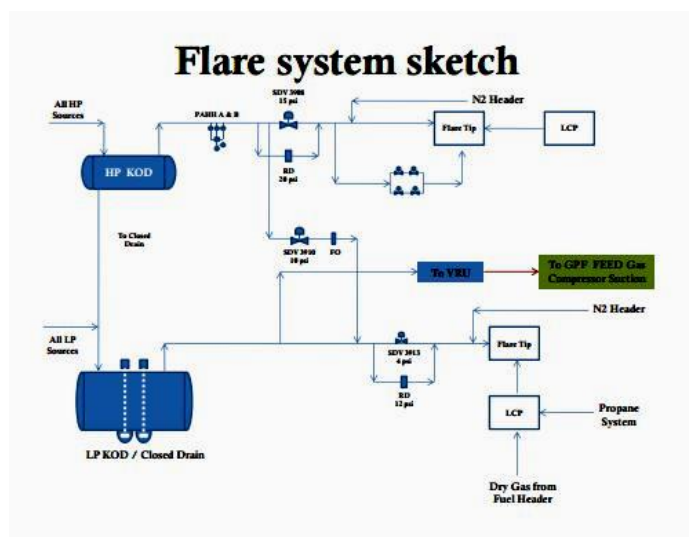 Flare system sketch
All HP
Sources
PAHH A & B
SDV 3908
15 psi
N2 Header
Flare Tip
LCP
HP KOD
RD
20 psi
To Closed
Drain
SDV 3910
10 psi
FO
To VRU
To GPF FEED Gas
Compressor Suction
N2 Header
All LP
Sources
SDV 3913
6 psi
Flare Tip
RD
12 psi
LCP
Propane
System
LP KOD / Closed Drain
Dry Gas from
Fuel Header